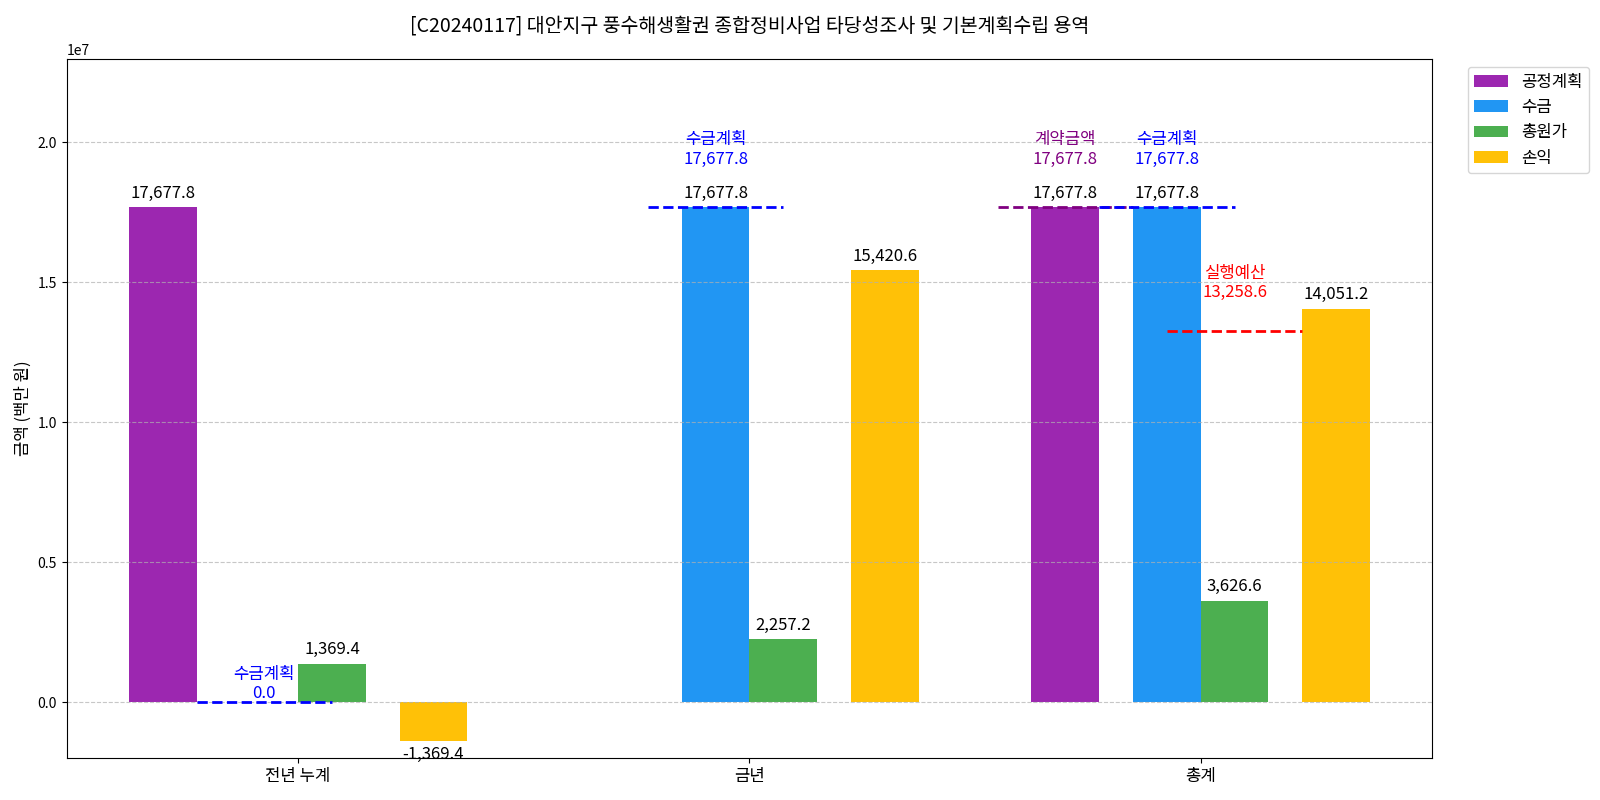 [C20240117] 대안지구 풍수해생활권 종합정비사업 타당성조사 및 기본계획수립 용역
1e7
공정계획
수금
총원가
손익
금액 (백만 원)
2.0
1.5
1.0
0.5
0.0
17,677.8
수금계획
0.0
1,369.4
-1,369.4
수금계획
17,677.8
17,677.8
2,257.2
15,420.6
계약금액
17,677.8
17,677.8
수금계획
17,677.8
17,677.8
실행예산
13,258.6
3,626.6
14,051.2
전년 누계
금년
총계